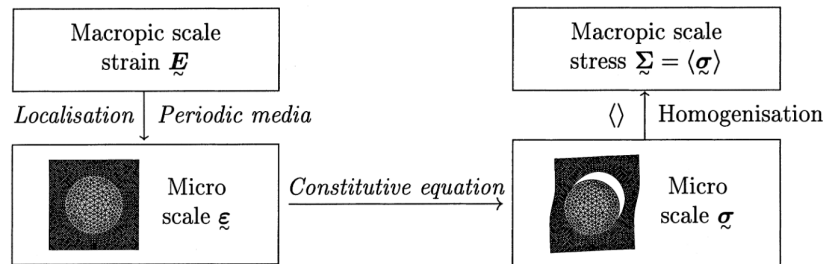 Macropic scale
strain E
Macropic scale
stress Σ = ⟨σ⟩
Localisation
Periodic media
⟨⟩
Homogenisation
Micro
scale ε
Constitutive equation
Micro
scale σ